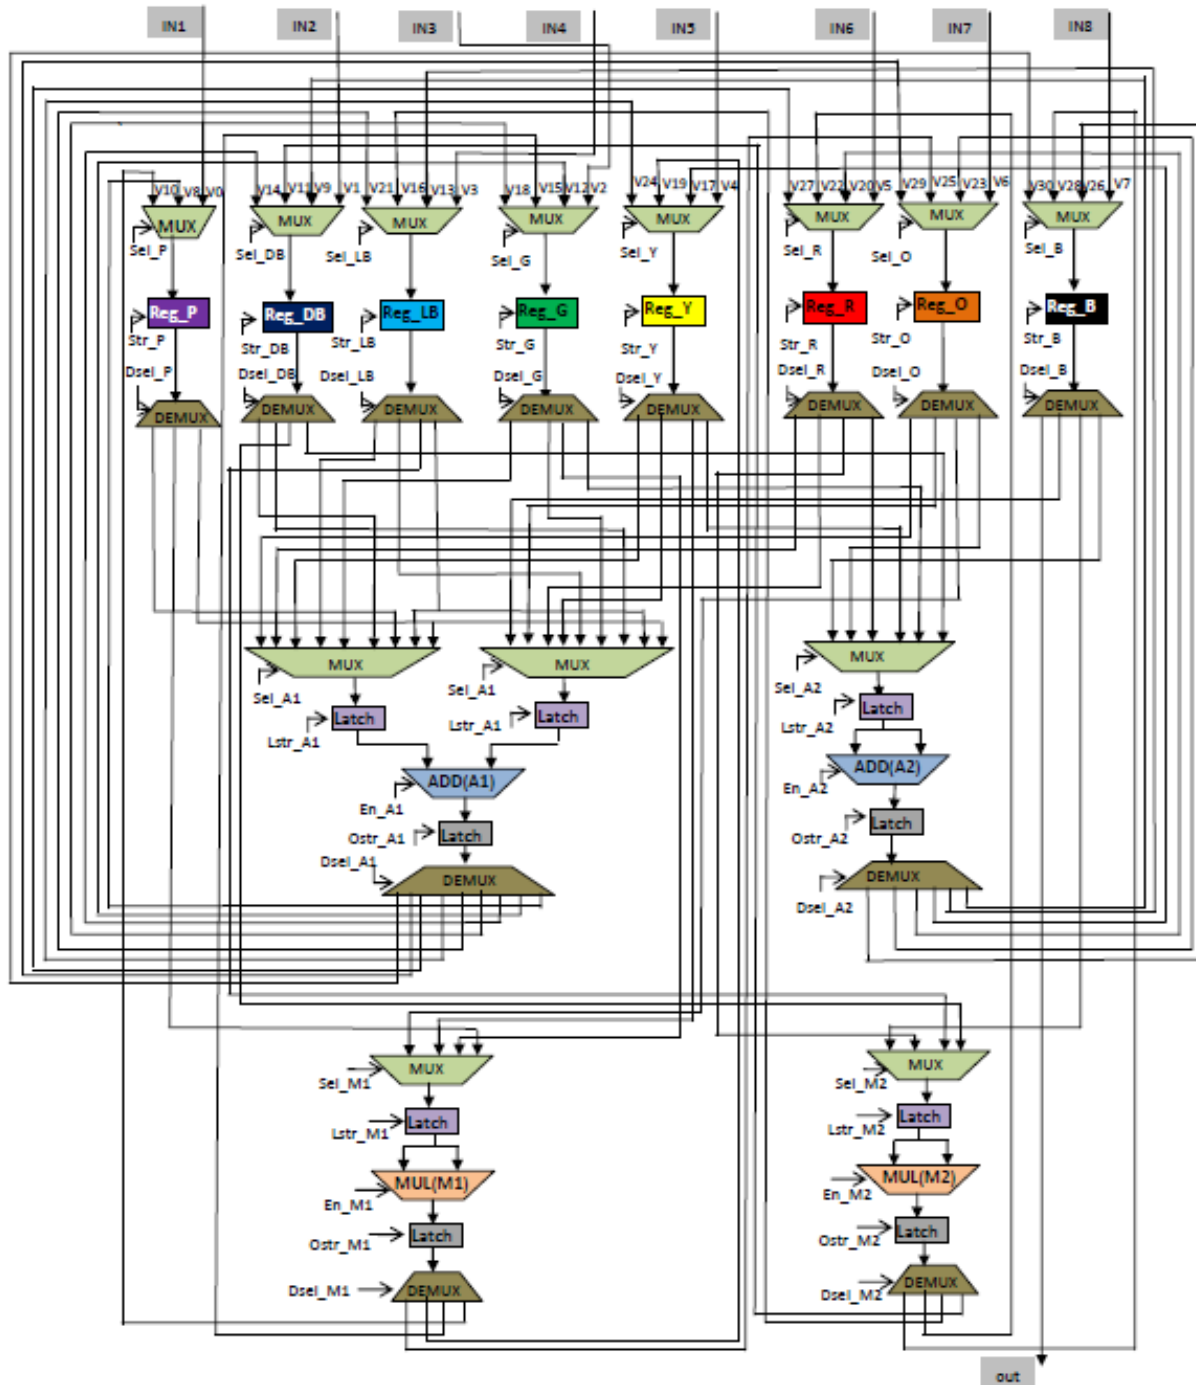 IN1 IN2 IN3 IN4 IN5 IN6 IN7 IN8
V10 V8 V0 V14 V11 V9 V1 V21 V16 V13 V3 V18 V15 V12 V2 V24 V19 V17 V4 V27 V22 V20 V5 V29 V25 V23 V6 V30 V28 V26 V7
MUX MUX MUX MUX MUX MUX MUX MUX
Sel_P Sel_DB Sel_LB Sel_G Sel_Y Sel_R Sel_O Sel_B
Reg_P Reg_DB Reg_LB Reg_G Reg_Y Reg_R Reg_O Reg_B
Str_P Str_DB Str_LB Str_G Str_Y Str_R Str_O Str_B
Dsel_P Dsel_DB Dsel_LB Dsel_G Dsel_Y Dsel_R Dsel_O Dsel_B
DEMUX DEMUX DEMUX DEMUX DEMUX DEMUX DEMUX DEMUX
MUX MUX MUX
Sel_A1 Sel_A1 Sel_A2
Latch Latch Latch
Lstr_A1 Lstr_A1 Lstr_A2
ADD(A1) ADD(A2)
En_A1 En_A2
Ostr_A1 Latch Ostr_A2 Latch
Dsel_A1 DEMUX DEMUX
Dsel_A2
MUX MUX
Sel_M1 Sel_M2
Latch Latch
Lstr_M1 Lstr_M2
MUL(M1) MUL(M2)
En_M1 En_M2
Latch Latch
Ostr_M1 Ostr_M2
DEMUX DEMUX
Dsel_M1 Dsel_M2
out